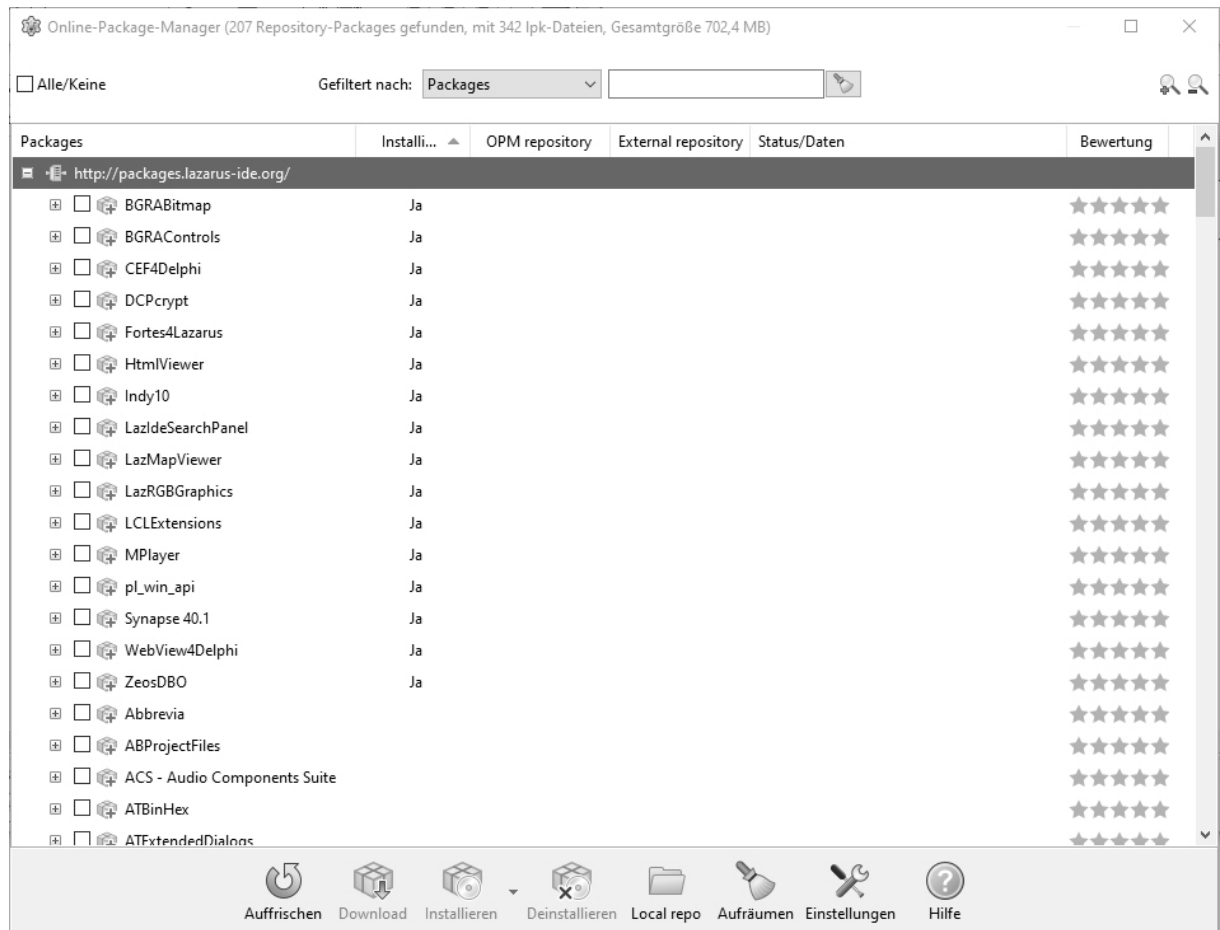 Online-Package-Manager (207 Repository-Packages gefunden, mit 342 lpk-Dateien, Gesamtgröße 702,4 MB)
Alle/Keine Gefiltert nach: Packages
Packages Installi... OPM repository External repository Status/Daten Bewertung
http://packages.lazarus-ide.org/
BGRABitmap Ja
BGRAControls Ja
CEF4Delphi Ja
DCPcrypt Ja
Fortes4Lazarus Ja
HtmlViewer Ja
Indy10 Ja
LazIdeSearchPanel Ja
LazMapViewer Ja
LazRGBGraphics Ja
LCLExtensions Ja
MPlayer Ja
pl_win_api Ja
Synapse 40.1 Ja
WebView4Delphi Ja
ZeosDBO Ja
Abbrevia
ABProjectFiles
ACS - Audio Components Suite
ATBinHex
ATExtendedDialogs
Auffrischen Download Installieren Deinstallieren Local repo Aufräumen Einstellungen Hilfe